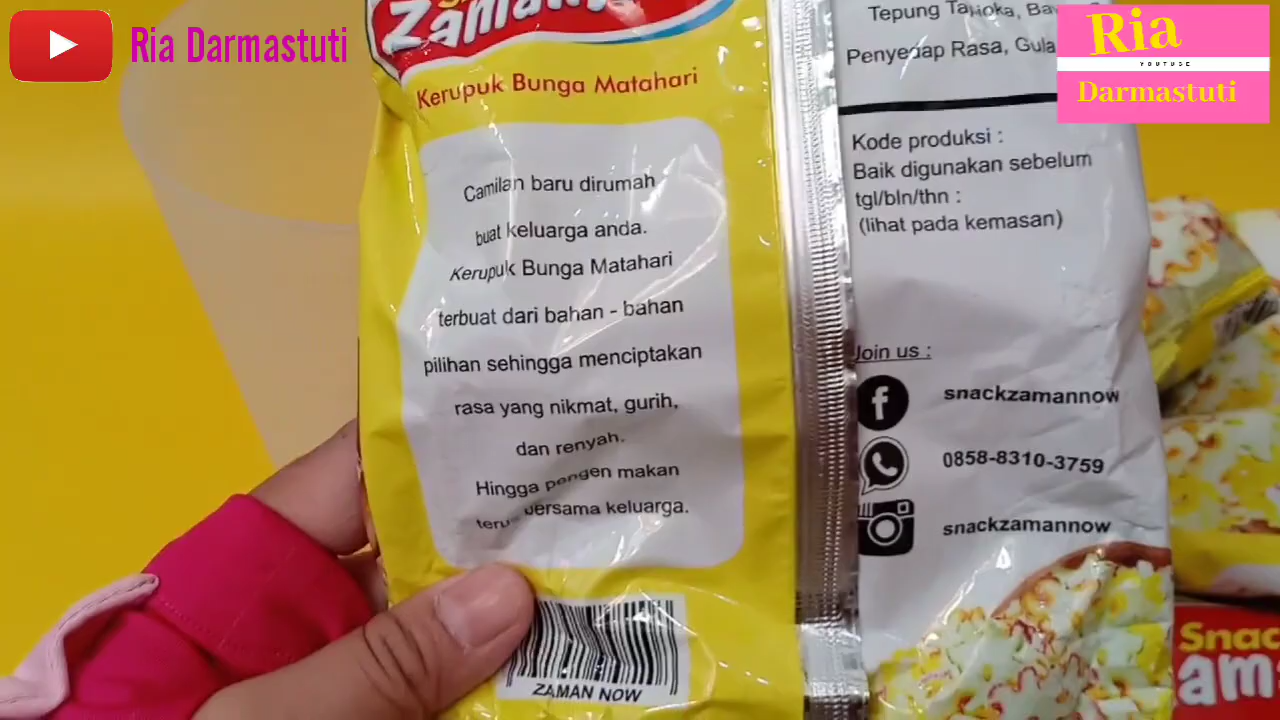 Ria Darmastuti
Ria
YOUTUBE
Darmastuti
Kerupuk Bunga Matahari
Camilan baru dirumah
buat keluarga anda.
Kerupuk Bunga Matahari
terbuat dari bahan - bahan
pilihan sehingga menciptakan
rasa yang nikmat, gurih,
dan renyah.
Hingga pengen makan
bersama keluarga.
ZAMAN NOW
Tepung Tapioka,
Penyedap Rasa, Gula
Kode produksi :
Baik digunakan sebelum
tgl/bln/thn :
(lihat pada kemasan)
Join us :
snackzamannow
0858-8310-3759
snackzamannow